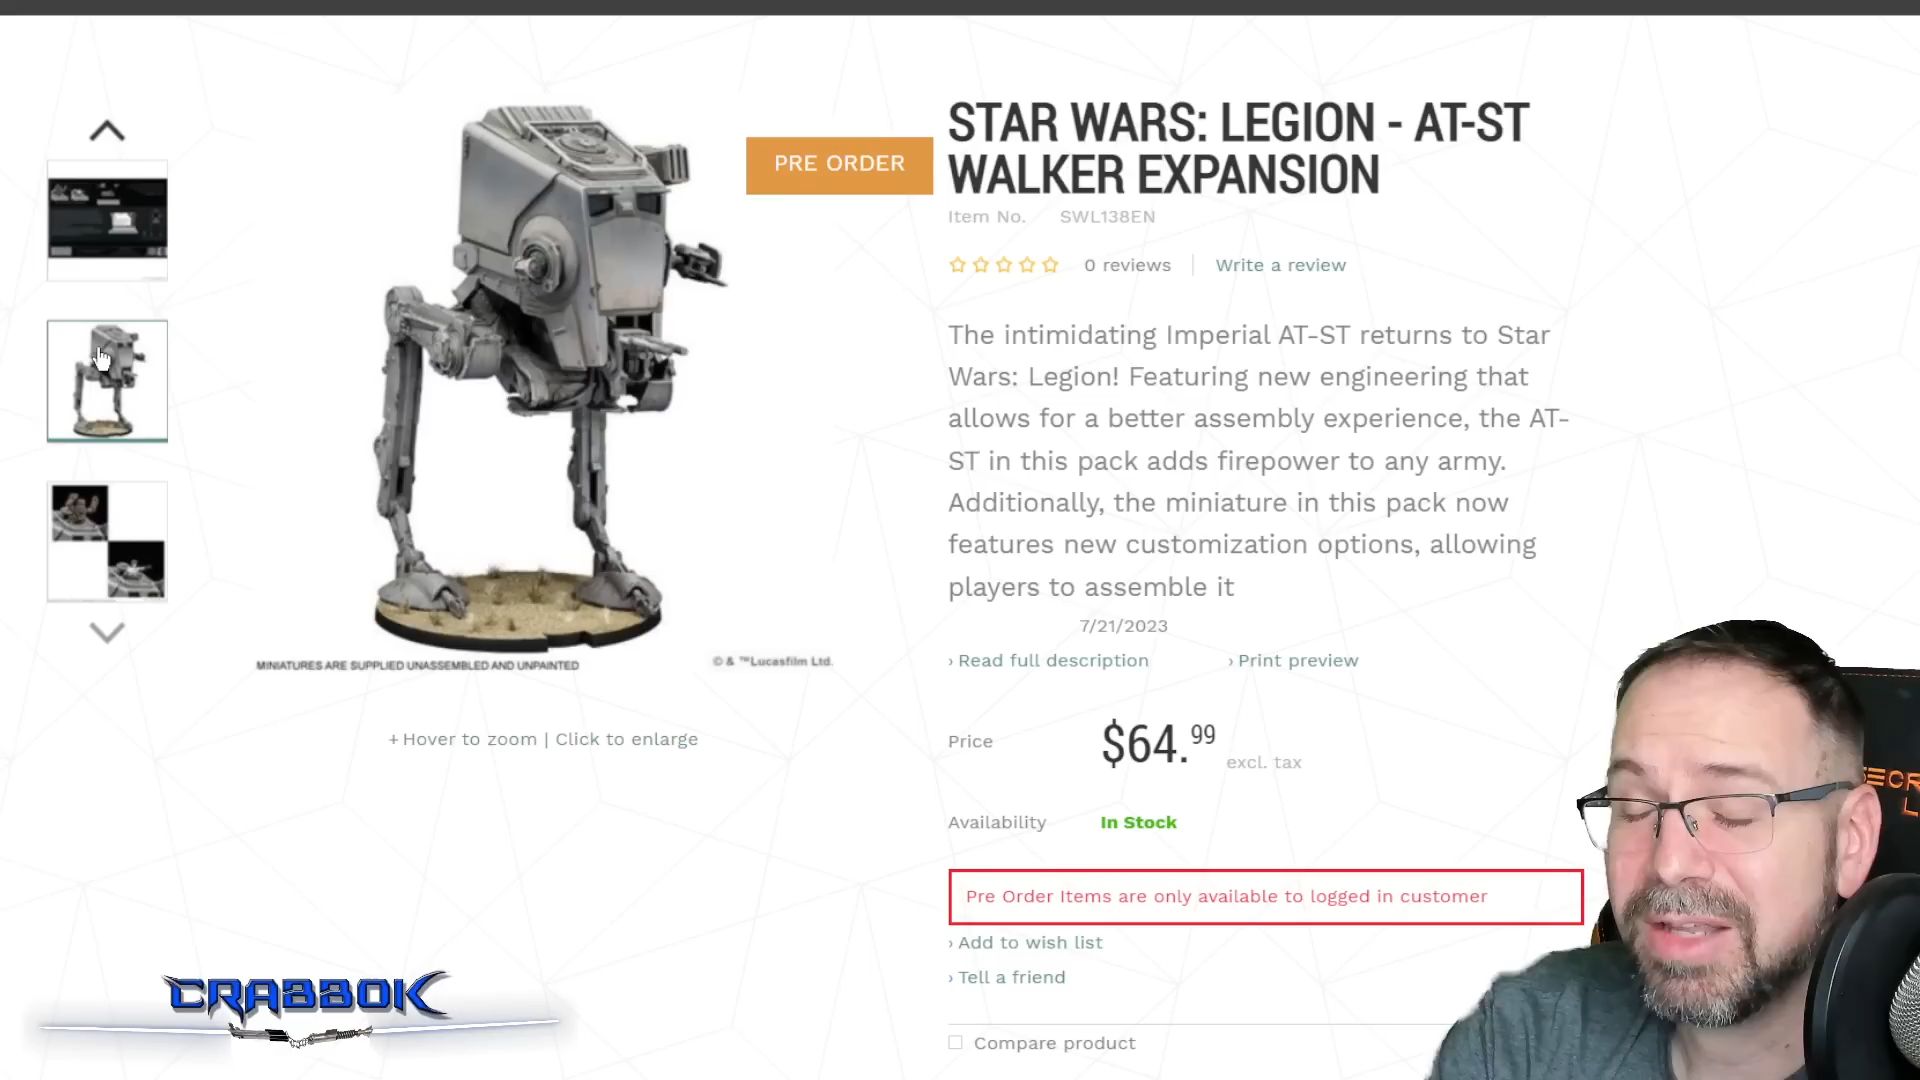 PRE ORDER
STAR WARS: LEGION - AT-ST
WALKER EXPANSION
Item No. SWL138EN
0 reviews
Write a review
The intimidating Imperial AT-ST returns to Star
Wars: Legion! Featuring new engineering that
allows for a better assembly experience, the AT-
ST in this pack adds firepower to any army.
Additionally, the miniature in this pack now
features new customization options, allowing
players to assemble it
7/21/2023
› Read full description
› Print preview
MINIATURES ARE SUPPLIED UNASSEMBLED AND UNPAINTED
© & ™Lucasfilm Ltd.
+ Hover to zoom | Click to enlarge
Price $64.99 excl. tax
Availability In Stock
Pre Order Items are only available to logged in customer
› Add to wish list
› Tell a friend
Compare product
CRABBOK